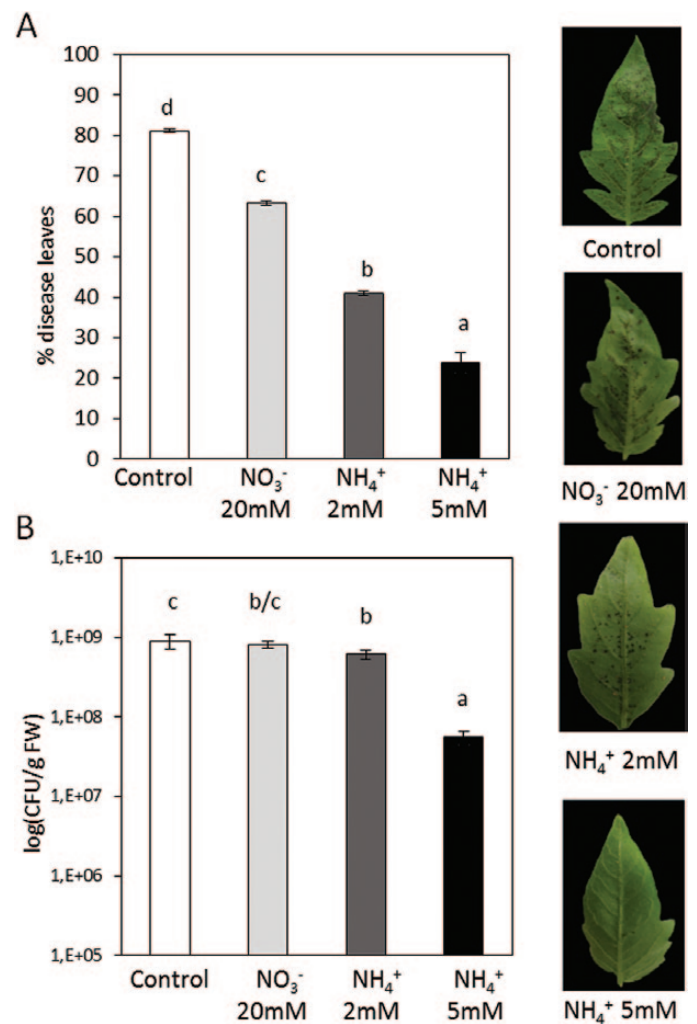 A
% disease leaves
100
90
80
70
60
50
40
30
20
10
0
d
c
b
a
Control
NO₃⁻
20mM
NH₄⁺
2mM
NH₄⁺
5mM
Control
NO₃⁻ 20mM
B
log(CFU/g FW)
1,E+10
1,E+09
1,E+08
1,E+07
1,E+06
1,E+05
c
b/c
b
a
Control
NO₃⁻
20mM
NH₄⁺
2mM
NH₄⁺
5mM
NH₄⁺ 2mM
NH₄⁺ 5mM